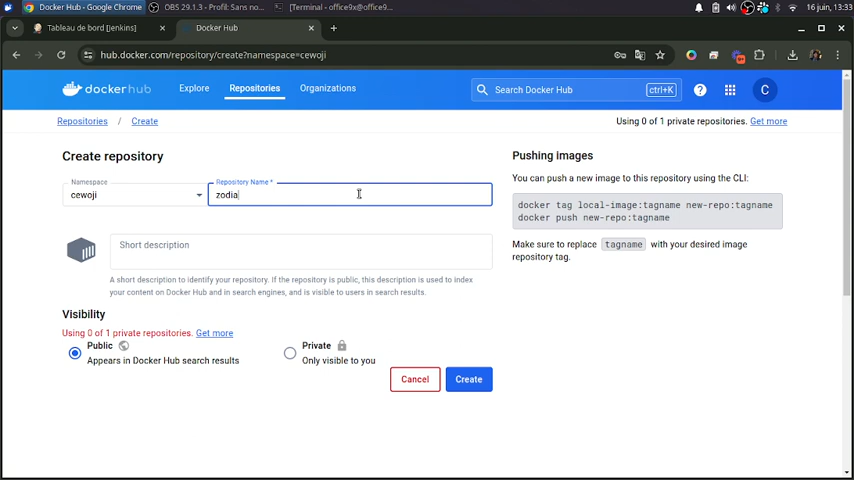 Docker Hub - Google Chrome OBS 29.1.3 - Profil: Sans no... [Terminal - office9x@office9... 16 juin, 13:33
Tableau de bord [Jenkins] Docker Hub
hub.docker.com/repository/create?namespace=cewoji
dockerhub Explore Repositories Organizations Search Docker Hub ctrl+K ? C
Repositories / Create Using 0 of 1 private repositories. Get more
Create repository
Namespace
cewoji
Repository Name *
zodia
Short description
A short description to identify your repository. If the repository is public, this description is used to index
your content on Docker Hub and in search engines, and is visible to users in search results.
Visibility
Using 0 of 1 private repositories. Get more
Public
Appears in Docker Hub search results
Private
Only visible to you
Cancel Create
Pushing images
You can push a new image to this repository using the CLI:
docker tag local-image:tagname new-repo:tagname
docker push new-repo:tagname
Make sure to replace tagname with your desired image
repository tag.